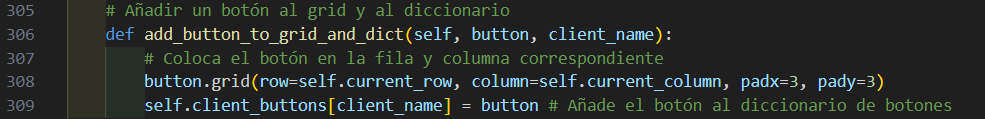 305 # Añadir un botón al grid y al diccionario
306 def add_button_to_grid_and_dict(self, button, client_name):
307 # Coloca el botón en la fila y columna correspondiente
308 button.grid(row=self.current_row, column=self.current_column, padx=3, pady=3)
309 self.client_buttons[client_name] = button # Añade el botón al diccionario de botones